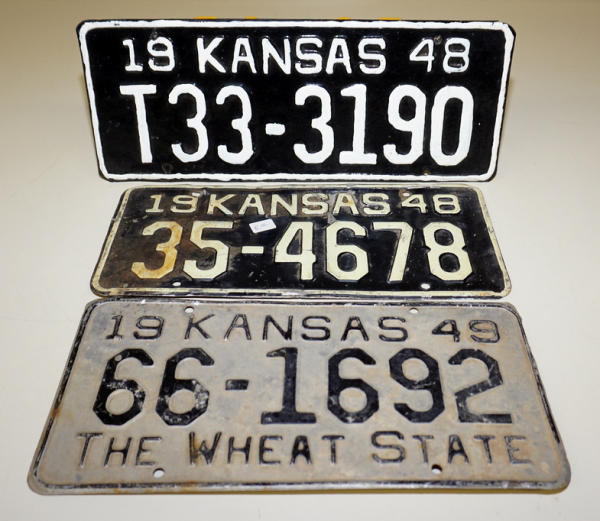 19 KANSAS 48
T33-3190
19 KANSAS 48
35-4678
19 KANSAS 49
66-1692
THE WHEAT STATE